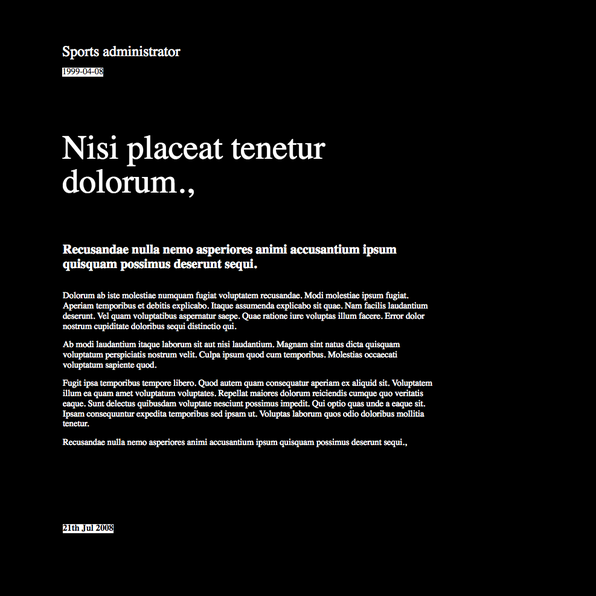 Sports administrator
1999-04-08
Nisi placeat tenetur
dolorum.,
Recusandae nulla nemo asperiores animi accusantium ipsum
quisquam possimus deserunt sequi.
Dolorum ab iste molestiae numquam fugiat voluptatem recusandae. Modi molestiae ipsum fugiat.
Aperiam temporibus et debitis explicabo. Itaque assumenda explicabo sit quae. Nam facilis laudantium
deserunt. Vel quam voluptatibus aspernatur saepe. Quae ratione iure voluptas illum facere. Error dolor
nostrum cupiditate doloribus sequi distinctio qui.
Ab modi laudantium itaque laborum sit aut nisi laudantium. Magnam sint natus dicta quisquam
voluptatum perspiciatis nostrum velit. Culpa ipsum quod cum temporibus. Molestias occaecati
voluptatum sapiente quod.
Fugit ipsa temporibus tempore libero. Quod autem quam consequatur aperiam ex aliquid sit. Voluptatem
illum ea quam amet voluptatum voluptates. Repellat maiores dolorum reiciendis cumque quo veritatis
eaque. Sunt delectus quibusdam voluptate nesciunt possimus impedit. Qui optio quas unde a eaque sit.
Ipsam consequuntur expedita temporibus sed ipsam ut. Voluptas laborum quos odio doloribus mollitia
tenetur.
Recusandae nulla nemo asperiores animi accusantium ipsum quisquam possimus deserunt sequi.,
21th Jul 2008